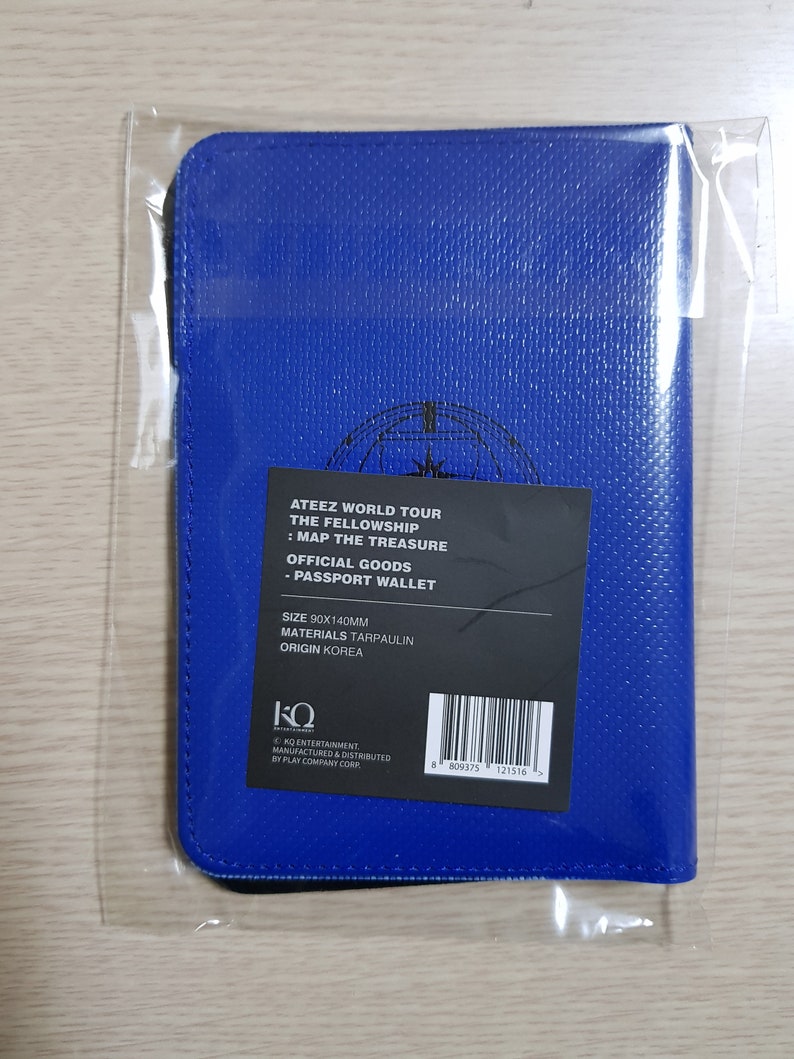 ATEEZ WORLD TOUR
THE FELLOWSHIP
: MAP THE TREASURE
OFFICIAL GOODS
- PASSPORT WALLET
SIZE 90X140MM
MATERIALS TARPAULIN
ORIGIN KOREA
KQ
ENTERTAINMENT
© KQ ENTERTAINMENT.
MANUFACTURED & DISTRIBUTED
BY PLAY COMPANY CORP.
8 809375 121516 >